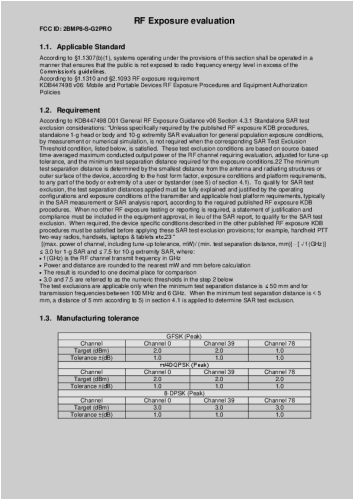 RF Exposure evaluation
FCC ID: 2BMP8-S-G2PRO
1.1. Applicable Standard
According to §1.1307(b)(1), systems operating under the provisions of this section shall be operated in a
manner that ensures that the public is not exposed to radio frequency energy level in excess of the
Commission's guidelines.
According to §1.1310 and §2.1093 RF exposure requirement
KDB447498 v06: Mobile and Portable Devices RF Exposure Procedures and Equipment Authorization
Policies
1.2. Requirement
According to KDB447498 D01 General RF Exposure Guidance v06 Section 4.3.1 Standalone SAR test
exclusion considerations: "Unless specifically required by the published RF exposure KDB procedures,
standalone 1-g head or body and 10-g extremity SAR evaluation for general population exposure conditions,
by measurement or numerical simulation, is not required when the corresponding SAR Test Exclusion
Threshold condition, listed below, is satisfied. These test exclusion conditions are based on source-based
time-averaged maximum conducted output power of the RF channel requiring evaluation, adjusted for tune-up
tolerance, and the minimum test separation distance required for the exposure conditions.22 The minimum
test separation distance is determined by the smallest distance from the antenna and radiating structures or
outer surface of the device, according to the host form factor, exposure conditions and platform requirements,
to any part of the body or extremity of a user or bystander (see 5) of section 4.1). To qualify for SAR test
exclusion, the test separation distances applied must be fully explained and justified by the operating
configurations and exposure conditions of the transmitter and applicable host platform requirements, typically
in the SAR measurement or SAR analysis report, according to the required published RF exposure KDB
procedures. When no other RF exposure testing or reporting is required, a statement of justification and
compliance must be included in the equipment approval, in lieu of the SAR report, to qualify for the SAR test
exclusion. When required, the device specific conditions described in the other published RF exposure KDB
procedures must be satisfied before applying these SAR test exclusion provisions; for example, handheld PTT
two-way radios, handsets, laptops & tablets etc.23 "
[(max. power of channel, including tune-up tolerance, mW)/ (min. test separation distance, mm)] · [ √ f(GHz)]
≤ 3.0 for 1-g SAR and ≤ 7.5 for 10-g extremity SAR, where:
• f (GHz) is the RF channel transmit frequency in GHz
• Power and distance are rounded to the nearest mW and mm before calculation
• The result is rounded to one decimal place for comparison
• 3.0 and 7.5 are referred to as the numeric thresholds in the step 2 below
The test exclusions are applicable only when the minimum test separation distance is ≤ 50 mm and for
transmission frequencies between 100 MHz and 6 GHz. When the minimum test separation distance is < 5
mm, a distance of 5 mm according to 5) in section 4.1 is applied to determine SAR test exclusion.
1.3. Manufacturing tolerance
GFSK (Peak)
Channel Channel 0 Channel 39 Channel 78
Target (dBm) 2.0 2.0 1.0
Tolerance ±(dB) 1.0 1.0 1.0
π/4DQPSK (Peak)
Channel Channel 0 Channel 39 Channel 78
Target (dBm) 2.0 2.0 2.0
Tolerance ±(dB) 1.0 1.0 1.0
8DPSK (Peak)
Channel Channel 0 Channel 39 Channel 78
Target (dBm) 3.0 3.0 3.0
Tolerance ±(dB) 1.0 1.0 1.0